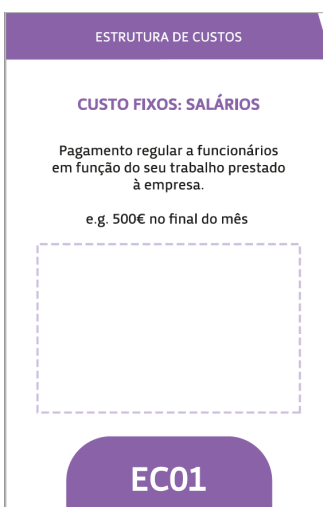 ESTRUTURA DE CUSTOS
CUSTO FIXOS: SALÁRIOS
Pagamento regular a funcionários
em função do seu trabalho prestado
à empresa.
e.g. 500€ no final do mês
EC01